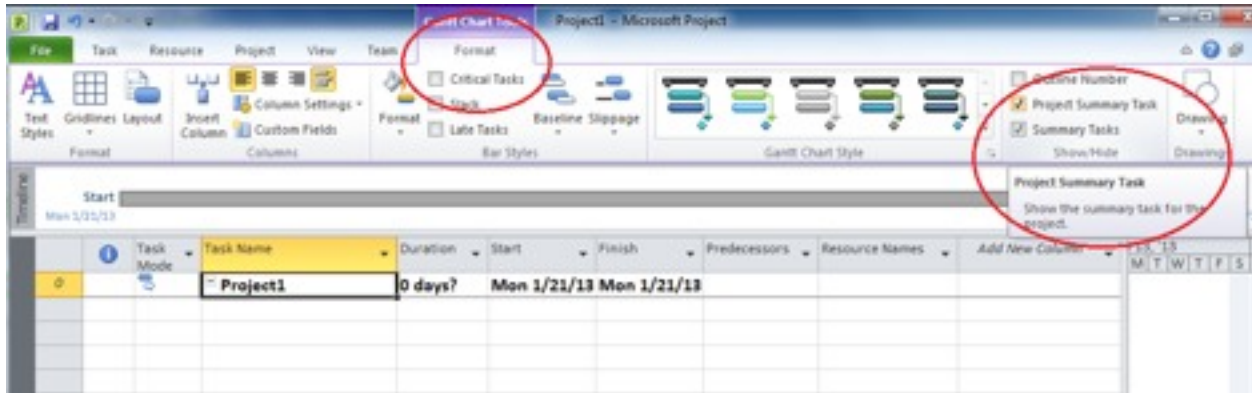 Gantt Chart Tools
Project1 - Microsoft Project
File Task Resource Project View Team Format
Text Styles
Gridlines
Layout
Insert Column
Column Settings
Custom Fields
Format
Critical Tasks
Slack
Late Tasks
Baseline
Slippage
Outline Number
Project Summary Task
Summary Tasks
Drawing
Format Columns Bar Styles Gantt Chart Style Show/Hide Drawings
Project Summary Task
Show the summary task for the project.
Timeline
Start
Mon 1/21/13
Task Mode Task Name Duration Start Finish Predecessors Resource Names Add New Column
13, '13
M T W T F S
0 Project1 0 days? Mon 1/21/13 Mon 1/21/13